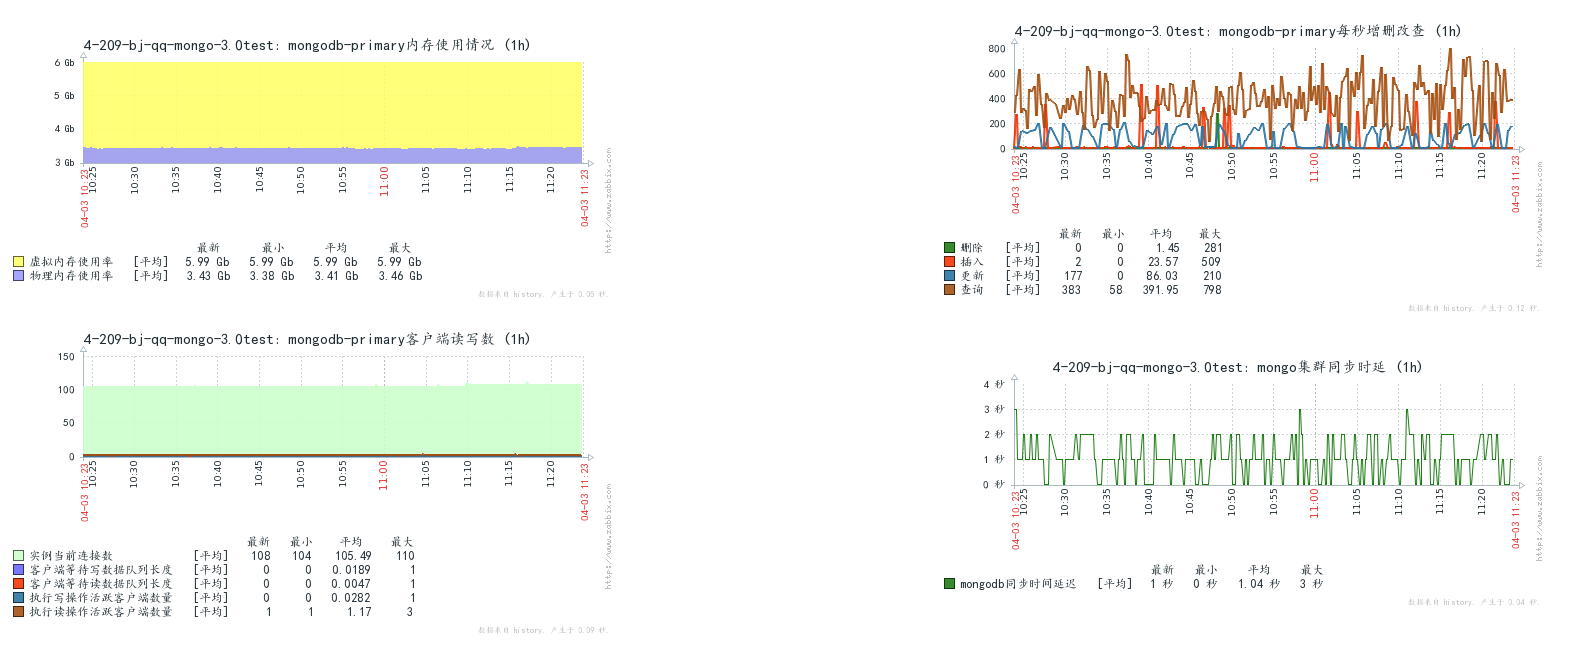 4-209-bj-qq-mongo-3.0test: mongodb-primary内存使用情况 (1h)
6 Gb
5 Gb
4 Gb
3 Gb
04-03 10:23
10:25
10:30
10:35
10:40
10:45
10:50
10:55
11:00
11:05
11:10
11:15
11:20
04-03 11:23
http://www.zabbix.com
最新 最小 平均 最大
虚拟内存使用率 [平均] 5.99 Gb 5.99 Gb 5.99 Gb 5.99 Gb
物理内存使用率 [平均] 3.43 Gb 3.38 Gb 3.41 Gb 3.46 Gb
数据来自 history. 产生于 0.05 秒.
4-209-bj-qq-mongo-3.0test: mongodb-primary每秒增删改查 (1h)
800
600
400
200
0
04-03 10:23
10:25
10:30
10:35
10:40
10:45
10:50
10:55
11:00
11:05
11:10
11:15
11:20
04-03 11:23
http://www.zabbix.com
最新 最小 平均 最大
删除 [平均] 0 0 1.45 281
插入 [平均] 2 0 23.57 509
更新 [平均] 177 0 86.03 210
查询 [平均] 383 58 391.95 798
数据来自 history. 产生于 0.12 秒.
4-209-bj-qq-mongo-3.0test: mongodb-primary客户端读写数 (1h)
150
100
50
0
04-03 10:23
10:25
10:30
10:35
10:40
10:45
10:50
10:55
11:00
11:05
11:10
11:15
11:20
04-03 11:23
http://www.zabbix.com
最新 最小 平均 最大
实例当前连接数 [平均] 108 104 105.49 110
客户端等待写数据队列长度 [平均] 0 0 0.0189 1
客户端等待读数据队列长度 [平均] 0 0 0.0047 1
执行写操作活跃客户端数量 [平均] 0 0 0.0282 1
执行读操作活跃客户端数量 [平均] 1 1 1.17 3
数据来自 history. 产生于 0.09 秒.
4-209-bj-qq-mongo-3.0test: mongo集群同步时延 (1h)
4 秒
3 秒
2 秒
1 秒
0 秒
04-03 10:23
10:25
10:30
10:35
10:40
10:45
10:50
10:55
11:00
11:05
11:10
11:15
11:20
04-03 11:23
http://www.zabbix.com
最新 最小 平均 最大
mongodb同步时间延迟 [平均] 1 秒 0 秒 1.04 秒 3 秒
数据来自 history. 产生于 0.04 秒.